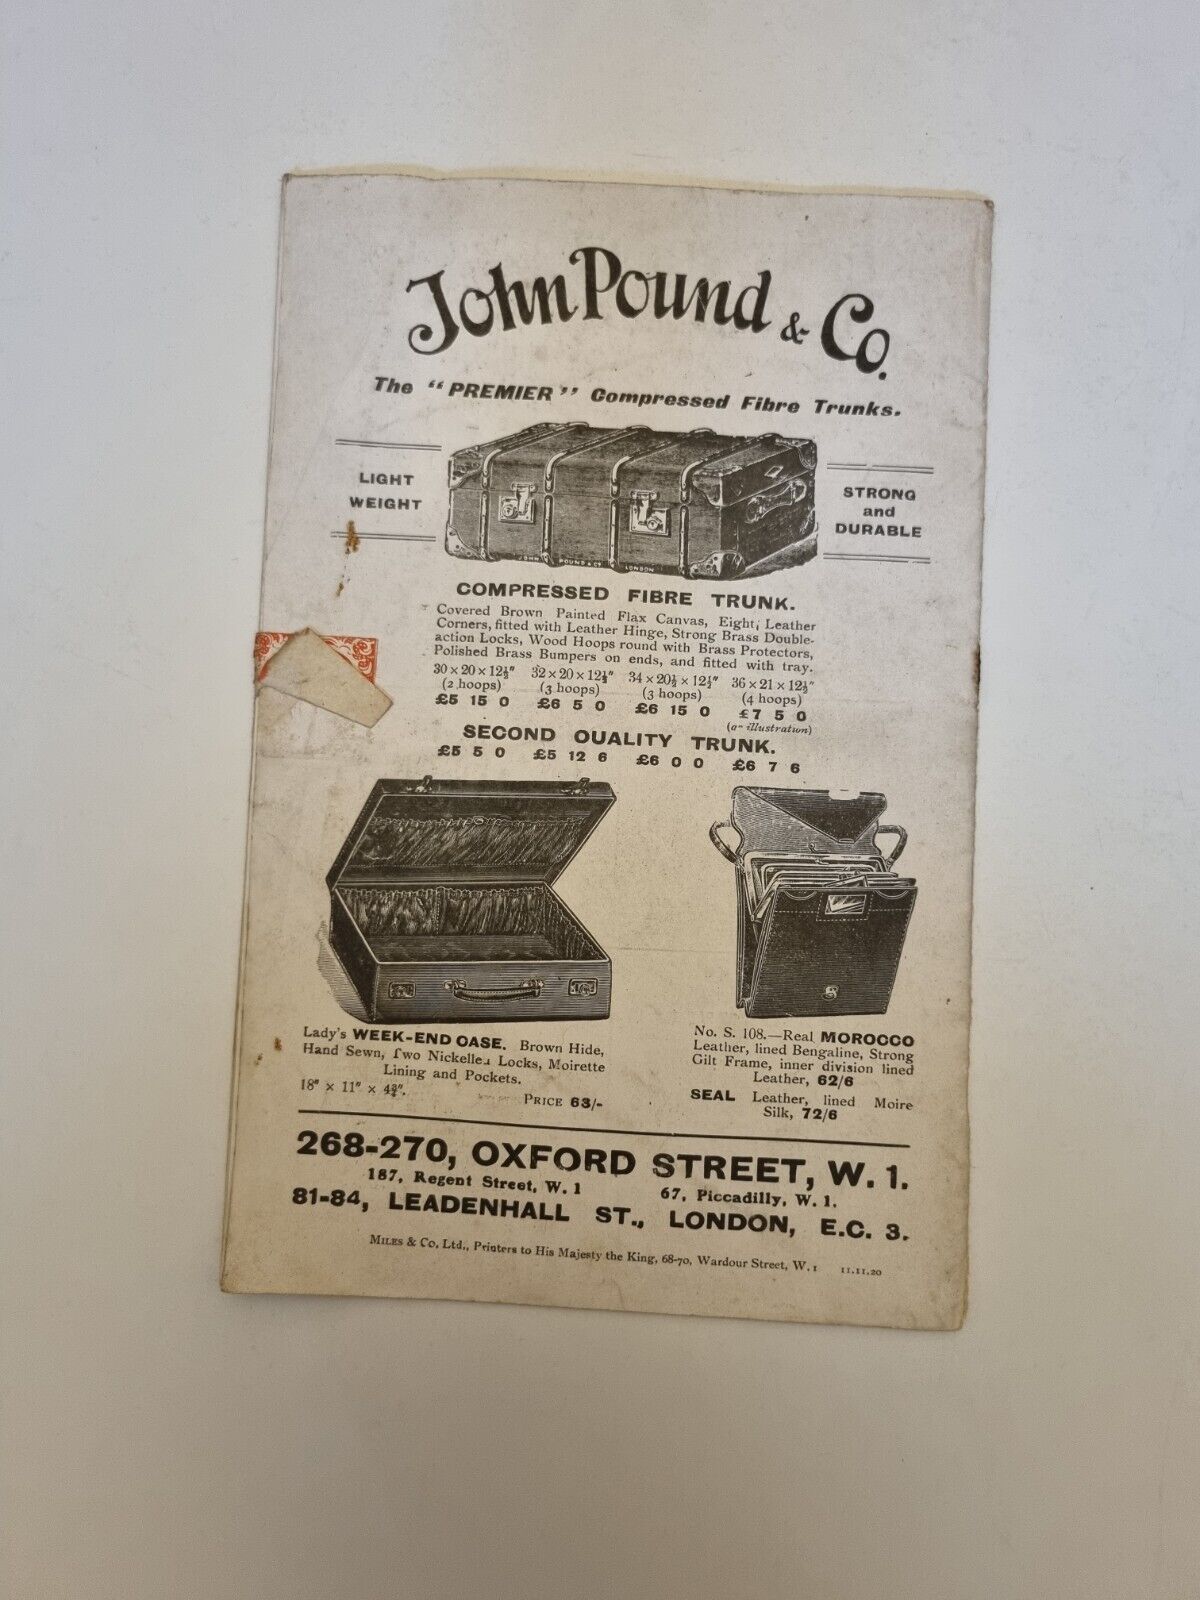 John Pound & Co.
The "PREMIER" Compressed Fibre Trunks.
LIGHT
WEIGHT
STRONG
and
DURABLE
JOHN POUND & Co LONDON
COMPRESSED FIBRE TRUNK.
Covered Brown Painted Flax Canvas, Eight Leather
Corners, fitted with Leather Hinge, Strong Brass Double-
action Locks, Wood Hoops round with Brass Protectors,
Polished Brass Bumpers on ends, and fitted with tray.
30 × 20 × 12½" 32 × 20 × 12½" 34 × 20½ × 12½" 36 × 21 × 12½"
(2 hoops) (3 hoops) (3 hoops) (4 hoops)
£5 15 0 £6 5 0 £6 15 0 £7 5 0
(as illustration)
SECOND QUALITY TRUNK.
£5 5 0 £5 12 6 £6 0 0 £6 7 6
Lady's WEEK-END CASE. Brown Hide,
Hand Sewn, Two Nickelled Locks, Moirette
Lining and Pockets.
18" × 11" × 4¾".
PRICE 63/-
No. S. 108.—Real MOROCCO
Leather, lined Bengaline, Strong
Gilt Frame, inner division lined
Leather, 62/6
SEAL Leather, lined Moire
Silk, 72/6
268-270, OXFORD STREET, W. 1.
187, Regent Street, W. 1 67, Piccadilly, W. 1.
81-84, LEADENHALL ST., LONDON, E.C. 3.
MILES & Co, Ltd., Printers to His Majesty the King, 68-70, Wardour Street, W. 1 11.11.20